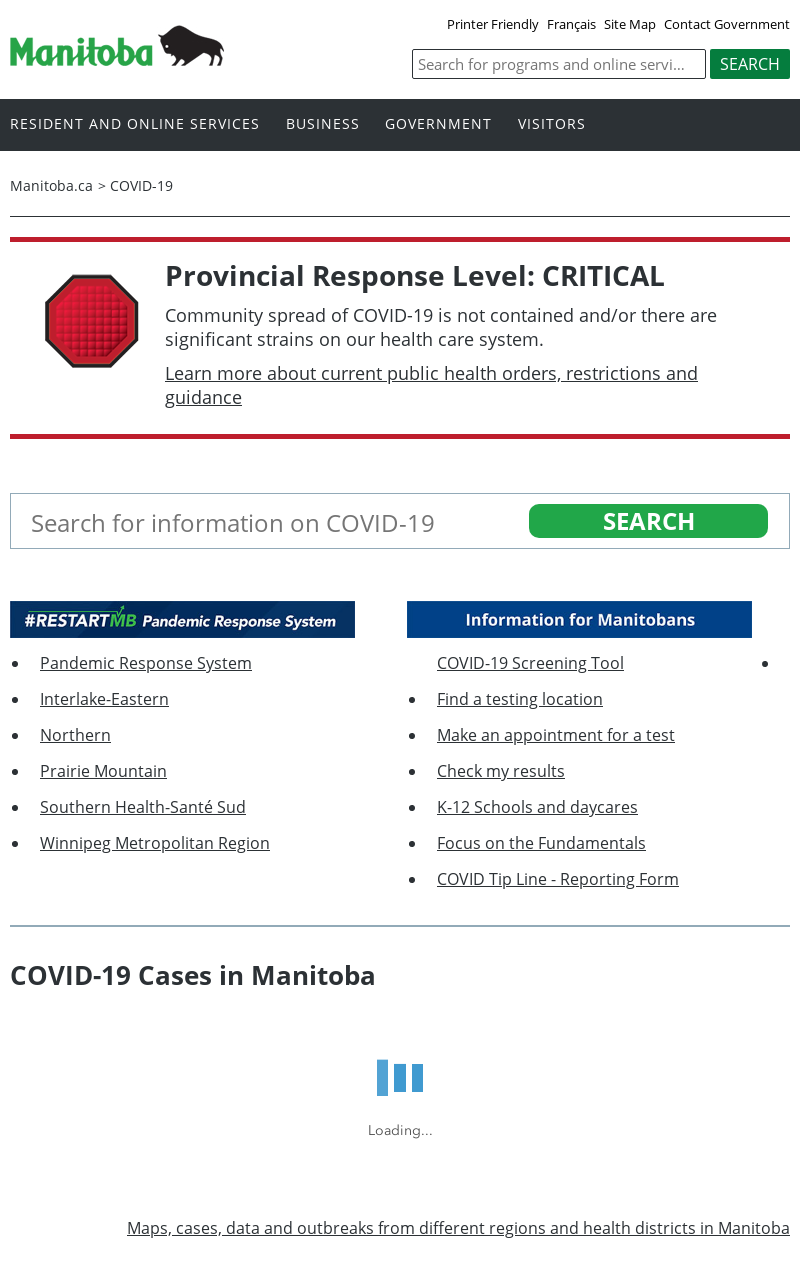 Printer Friendly Français Site Map Contact Government
Manitoba
Search for programs and online servi... SEARCH
RESIDENT AND ONLINE SERVICES BUSINESS GOVERNMENT VISITORS
Manitoba.ca > COVID-19
Provincial Response Level: CRITICAL
Community spread of COVID-19 is not contained and/or there are
significant strains on our health care system.
Learn more about current public health orders, restrictions and
guidance
Search for information on COVID-19 SEARCH
#RESTARTMB Pandemic Response System
Pandemic Response System
Interlake-Eastern
Northern
Prairie Mountain
Southern Health-Santé Sud
Winnipeg Metropolitan Region
Information for Manitobans
COVID-19 Screening Tool
Find a testing location
Make an appointment for a test
Check my results
K-12 Schools and daycares
Focus on the Fundamentals
COVID Tip Line - Reporting Form
COVID-19 Cases in Manitoba
Loading...
Maps, cases, data and outbreaks from different regions and health districts in Manitoba